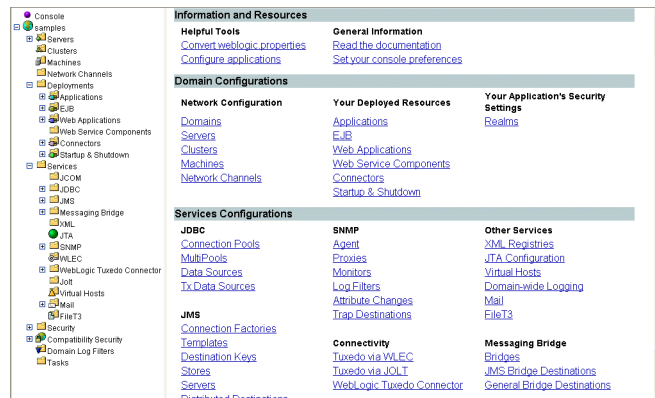 Console
samples
Servers
Clusters
Machines
Network Channels
Deployments
Applications
EJB
Web Applications
Web Service Components
Connectors
Startup & Shutdown
Services
JCOM
JDBC
JMS
Messaging Bridge
XML
JTA
SNMP
WLEC
WebLogic Tuxedo Connector
Jolt
Virtual Hosts
Mail
FileT3
Security
Compatibility Security
Domain Log Filters
Tasks
Information and Resources
Helpful Tools
Convert weblogic.properties
Configure applications
General Information
Read the documentation
Set your console preferences
Domain Configurations
Network Configuration
Domains
Servers
Clusters
Machines
Network Channels
Your Deployed Resources
Applications
EJB
Web Applications
Web Service Components
Connectors
Startup & Shutdown
Your Application's Security
Settings
Realms
Services Configurations
JDBC
Connection Pools
MultiPools
Data Sources
Tx Data Sources
SNMP
Agent
Proxies
Monitors
Log Filters
Attribute Changes
Trap Destinations
Other Services
XML Registries
JTA Configuration
Virtual Hosts
Domain-wide Logging
Mail
FileT3
JMS
Connection Factories
Templates
Destination Keys
Stores
Servers
Distributed Destinations
Connectivity
Tuxedo via WLEC
Tuxedo via JOLT
WebLogic Tuxedo Connector
Messaging Bridge
Bridges
JMS Bridge Destinations
General Bridge Destinations